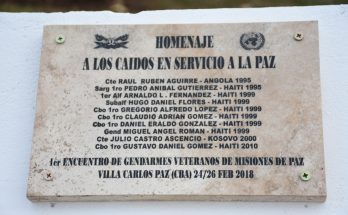 HOMENAJE
A LOS CAIDOS EN SERVICIO A LA PAZ
Cte RAUL RUBEN AGUIRRE - ANGOLA 1995
Sarg 1ro PEDRO ANIBAL GUTIERREZ - HAITI 1995
1er Alf ARNALDO L. FERNANDEZ - HAITI 1999
Subalf HUGO DANIEL FLORES - HAITI 1999
Cbo GREGORIO ALFREDO LOPEZ - HAITI 1999
Cbo CLAUDIO ADRIAN GOMEZ - HAITI 1999
Cbo DANIEL ERALDO GONZALEZ - HAITI 1999
Gend MIGUEL ANGEL ROMAN - HAITI 1999
Cte JULIO CASTRO ASCENCIO - KOSOVO 2000
Cbo 1ro GUSTAVO DANIEL GOMEZ - HAITI 2010
1er ENCUENTRO DE GENDARMES VETERANOS DE MISIONES DE PAZ
VILLA CARLOS PAZ (CBA) 24/26 FEB 2018